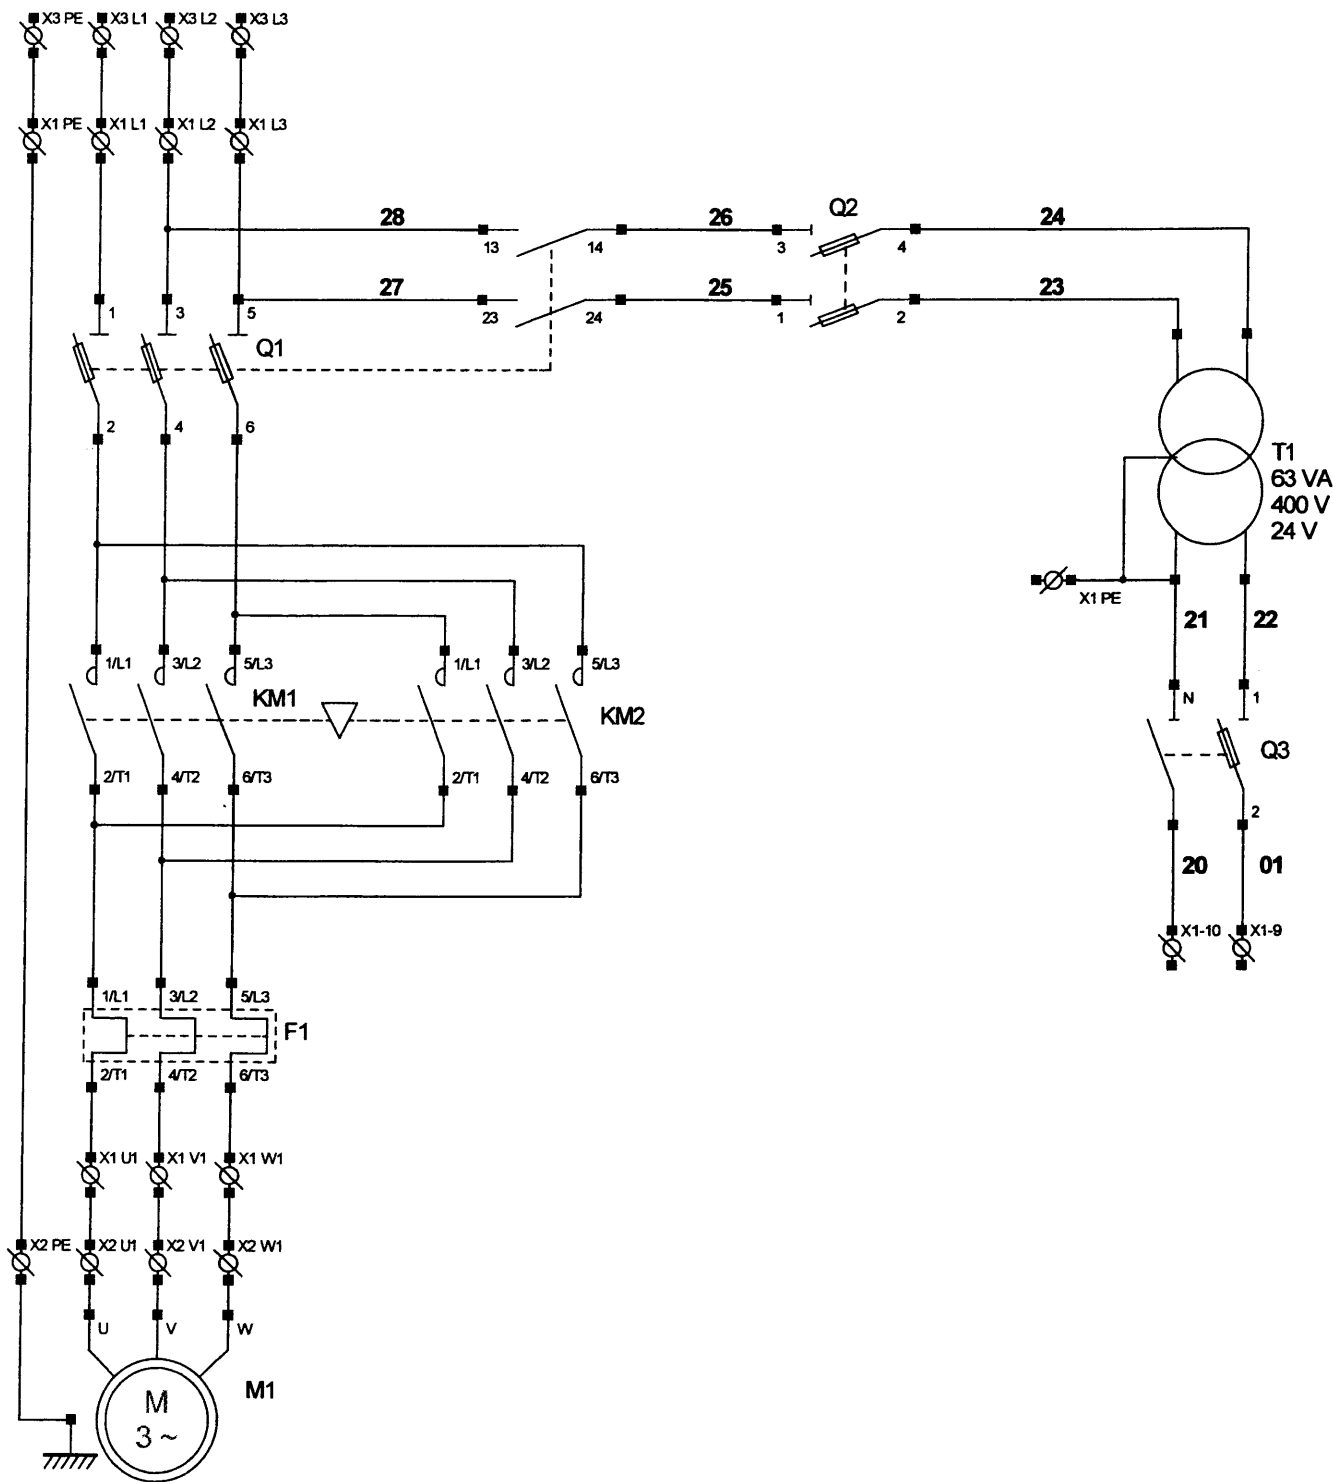 X3 PE X3 L1 X3 L2 X3 L3
X1 PE X1 L1 X1 L2 X1 L3
28 26 Q2 24
13 14 3 4
27 25 23
23 24 1 2
1 3 5
Q1
2 4 6
T1
63 VA
400 V
24 V
X1 PE
21 22
1/L1 3/L2 5/L3 1/L1 3/L2 5/L3
KM1 KM2
N 1
Q3
2/T1 4/T2 6/T3 2/T1 4/T2 6/T3
2
20 01
X1-10 X1-9
1/L1 3/L2 5/L3
F1
2/T1 4/T2 6/T3
X1 U1 X1 V1 X1 W1
X2 PE X2 U1 X2 V1 X2 W1
U V W
M1
M
3 ~